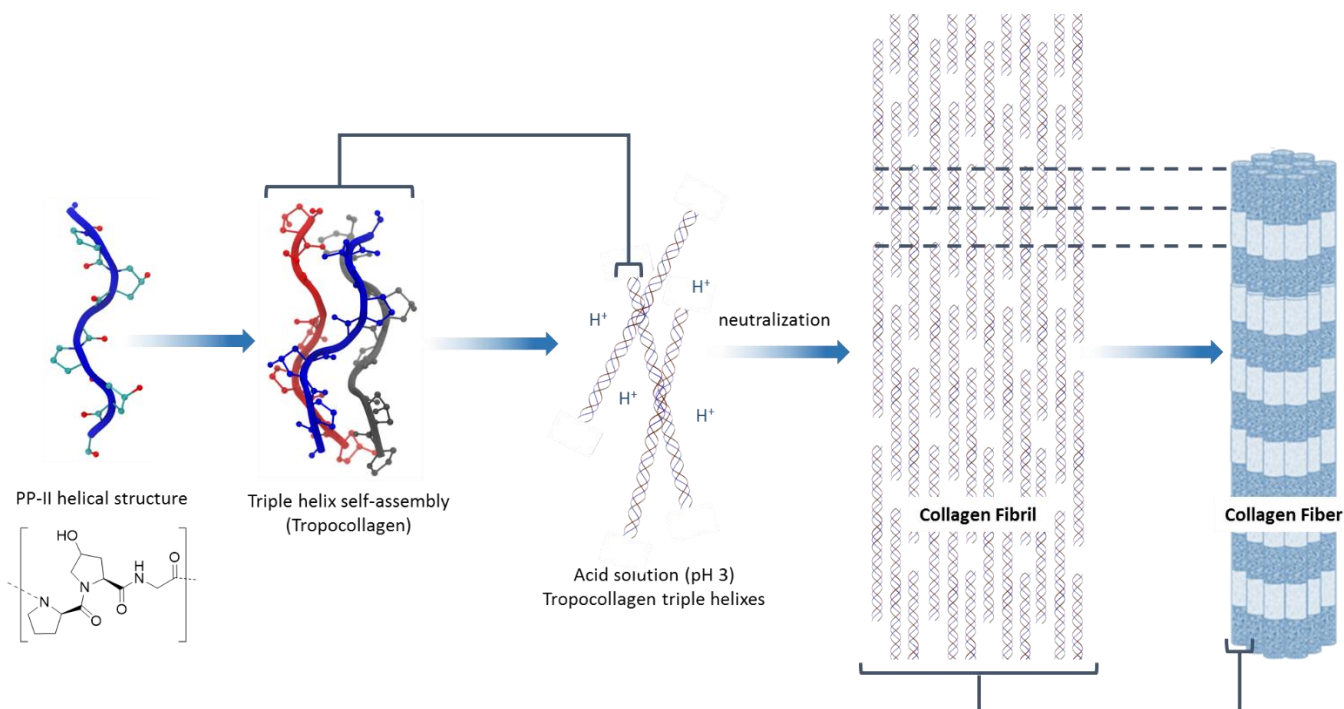 PP-II helical structure
HO
N
N
H
N
O
O
O
Triple helix self-assembly
(Tropocollagen)
H⁺
H⁺
H⁺
H⁺
Acid solution (pH 3)
Tropocollagen triple helixes
neutralization
Collagen Fibril
Collagen Fiber